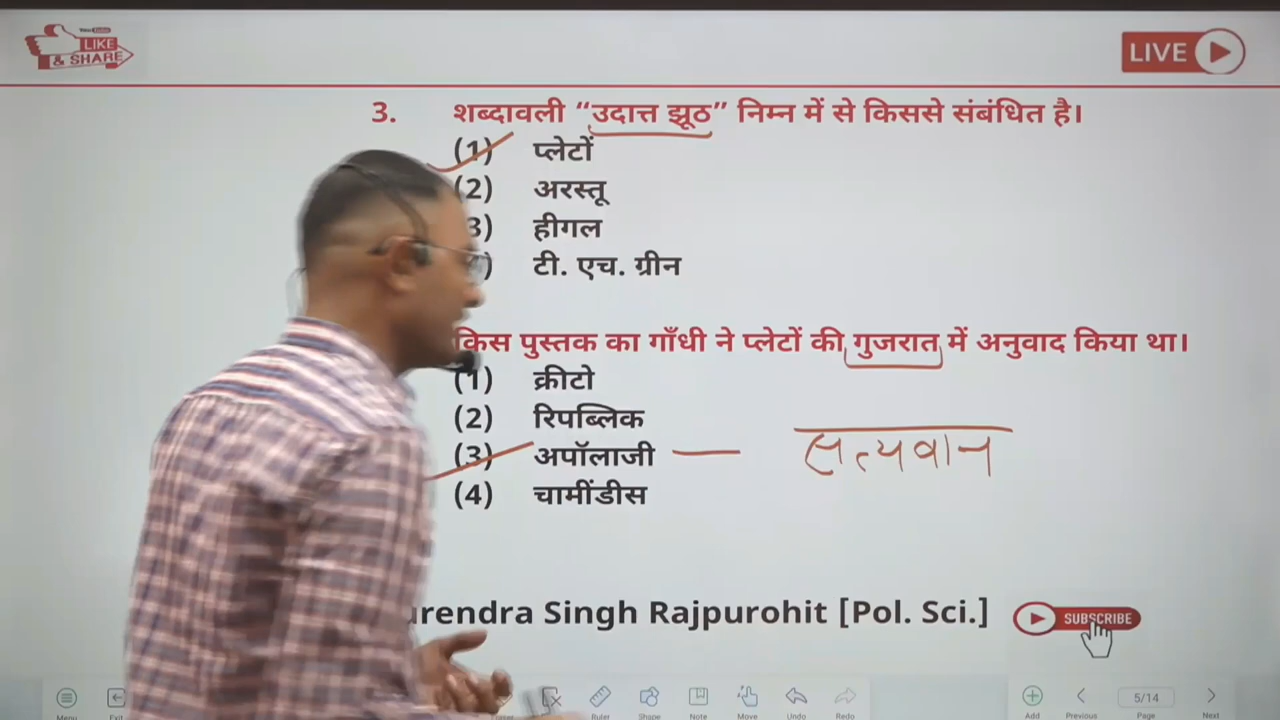 LIKE
& SHARE
LIVE
3. शब्दावली “उदात्त झूठ” निम्न में से किससे संबंधित है।
(1) प्लेटों
(2) अरस्तू
3) हीगल
) टी. एच. ग्रीन
किस पुस्तक का गाँधी ने प्लेटों की गुजरात में अनुवाद किया था।
(1) क्रीटो
(2) रिपब्लिक
(3) अपॉलाजी — सत्यवान
(4) चामींडीस
urendra Singh Rajpurohit [Pol. Sci.]
SUBSCRIBE
Menu Exit Ruler Shape Note Move Undo Redo Add Previous 5/14 Page Next